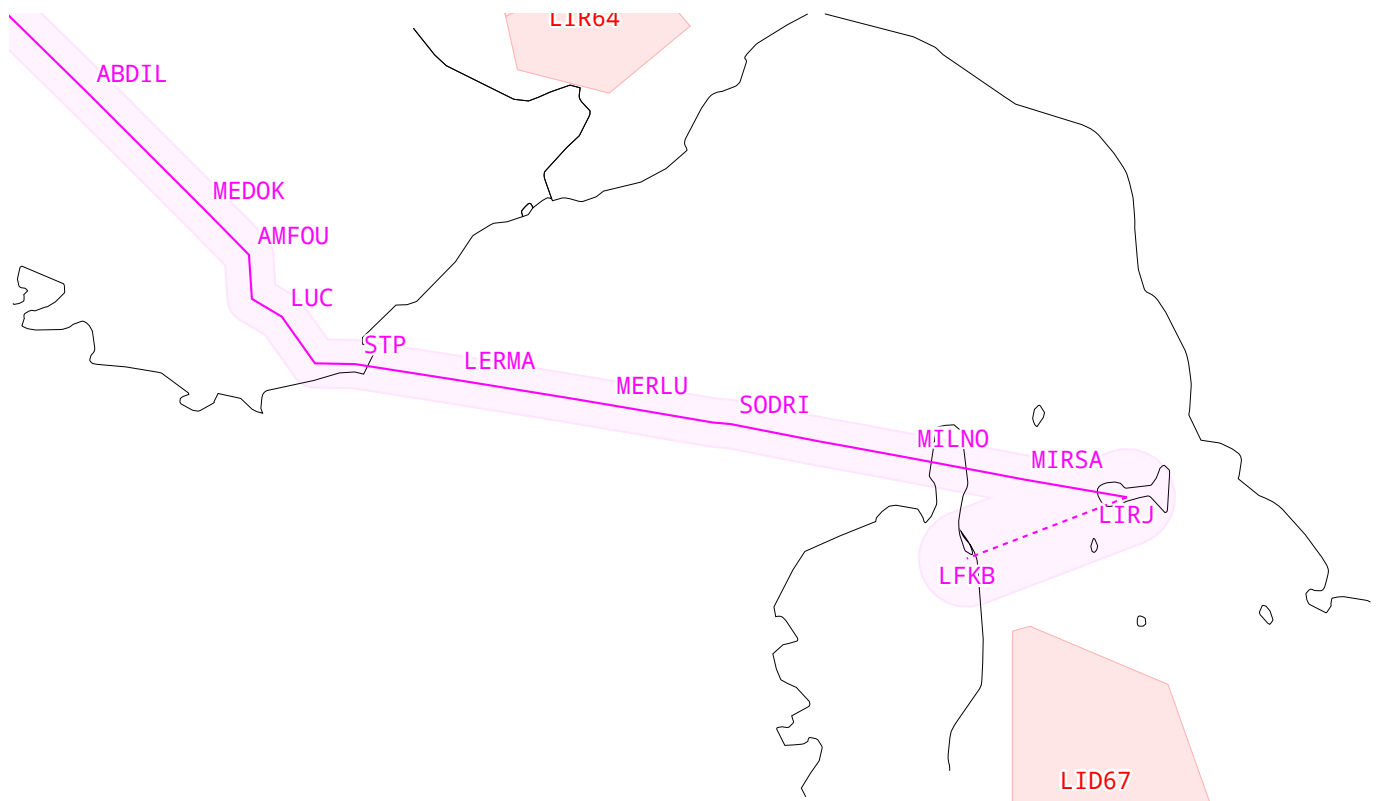 LIR64
ABDIL
MEDOK
AMFOU
LUC
STP
LERMA
MERLU
SODRI
MILNO
MIRSA
LIRJ
LFKB
LID67